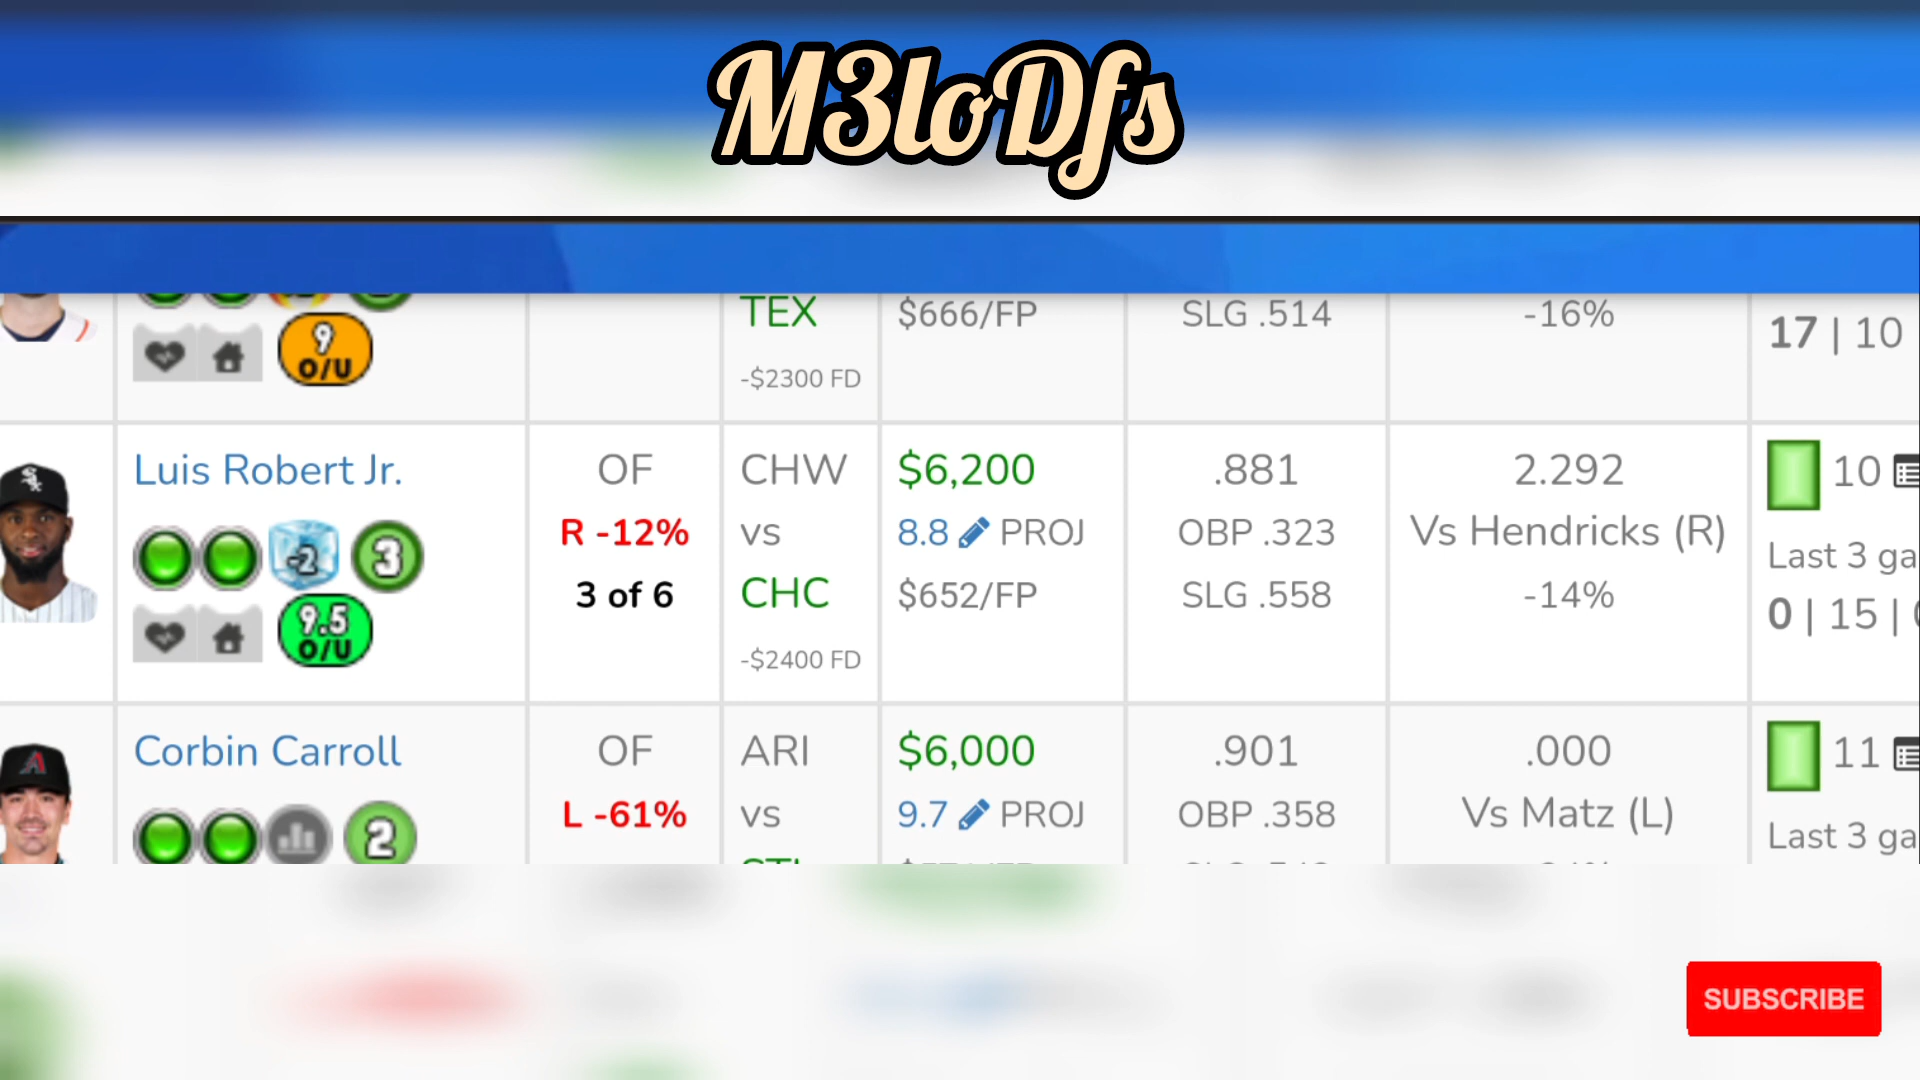 M3loDfs
TEX $666/FP SLG .514 -16%
9 17 | 10
O/U -$2300 FD
Luis Robert Jr. OF CHW $6,200 .881 2.292 10
R -12% vs 8.8 PROJ OBP .323 Vs Hendricks (R)
-2 3 Last 3 ga
3 of 6 CHC $652/FP SLG .558 -14%
9.5 0 | 15 |
O/U -$2400 FD
Corbin Carroll OF ARI $6,000 .901 .000 11
L -61% vs 9.7 PROJ OBP .358 Vs Matz (L)
2 Last 3 ga
SUBSCRIBE